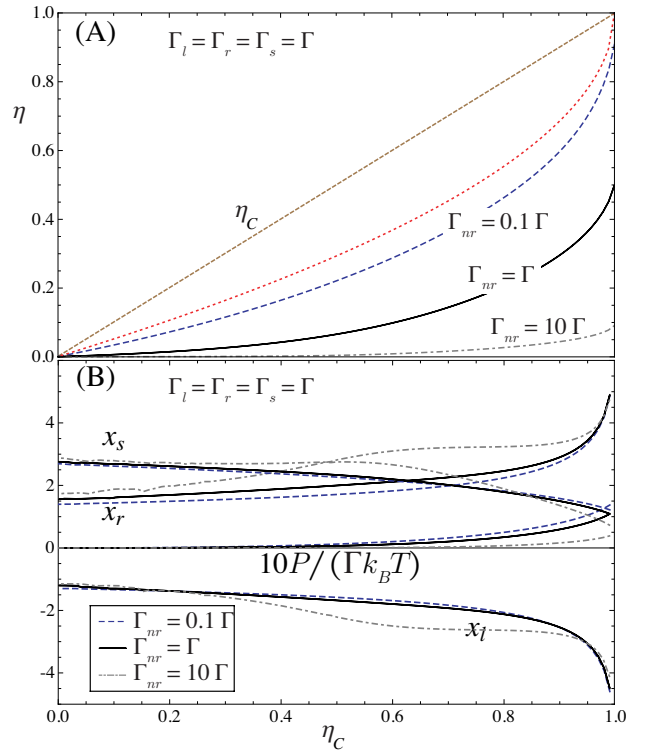 (A)
Γ_l = Γ_r = Γ_s = Γ
1.0
0.8
0.6
0.4
0.2
0.0
η
η_C
Γ_nr = 0.1 Γ
Γ_nr = Γ
Γ_nr = 10 Γ
(B)
Γ_l = Γ_r = Γ_s = Γ
4
2
0
-2
-4
x_s
x_r
10P/(Γk_BT)
x_l
Γ_nr = 0.1 Γ
Γ_nr = Γ
Γ_nr = 10 Γ
0.0 0.2 0.4 0.6 0.8 1.0
η_C